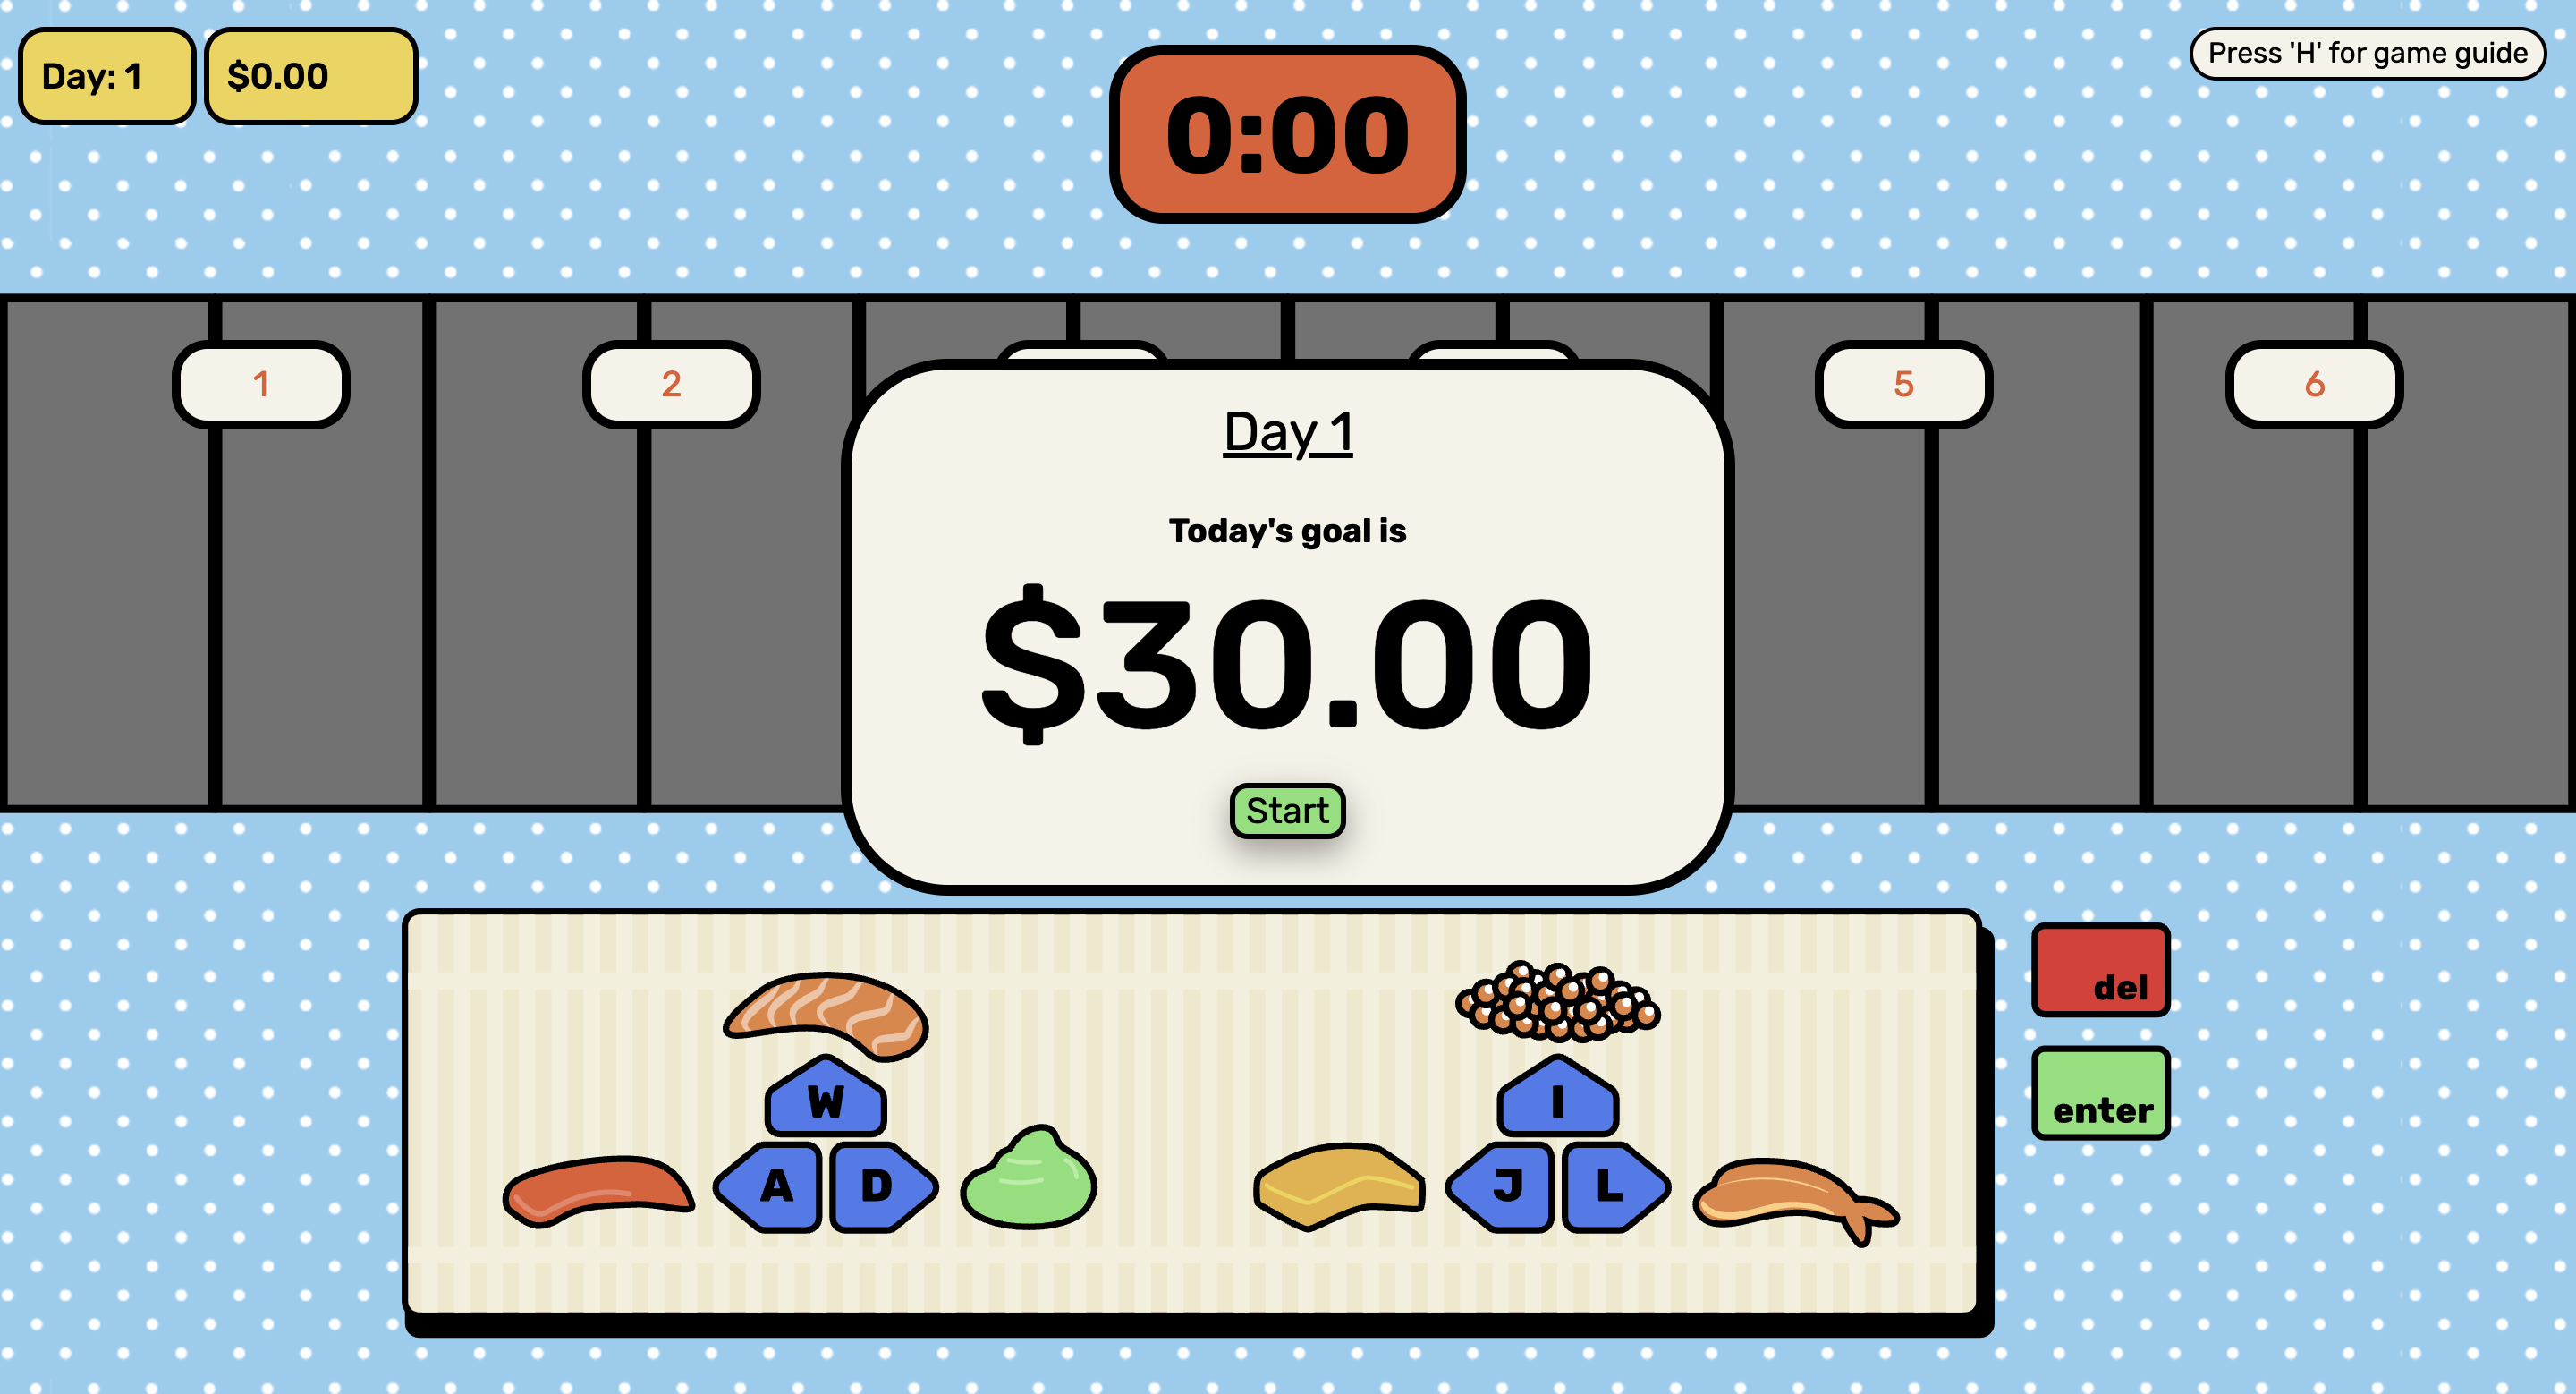 Day: 1
$0.00
0:00
Press 'H' for game guide
1
2
5
6
Day 1
Today's goal is
$30.00
Start
W
A
D
I
J
L
del
enter